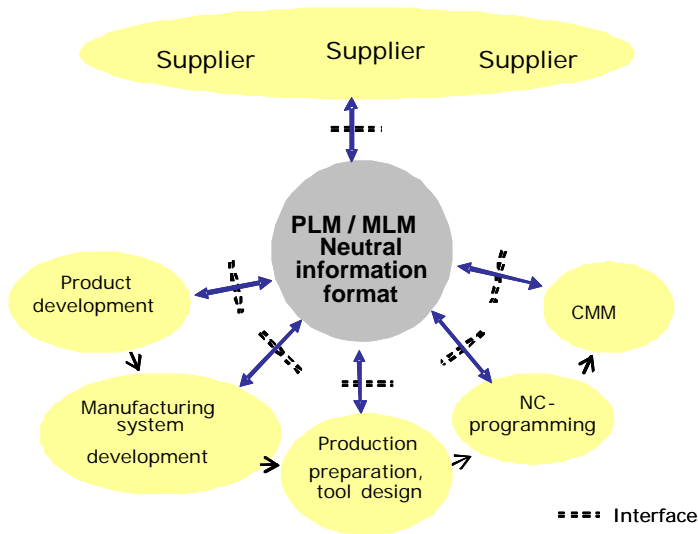 Supplier Supplier Supplier
PLM / MLM
Neutral
information
format
Product
development
CMM
Manufacturing
system
development
Production
preparation,
tool design
NC-
programming
Interface